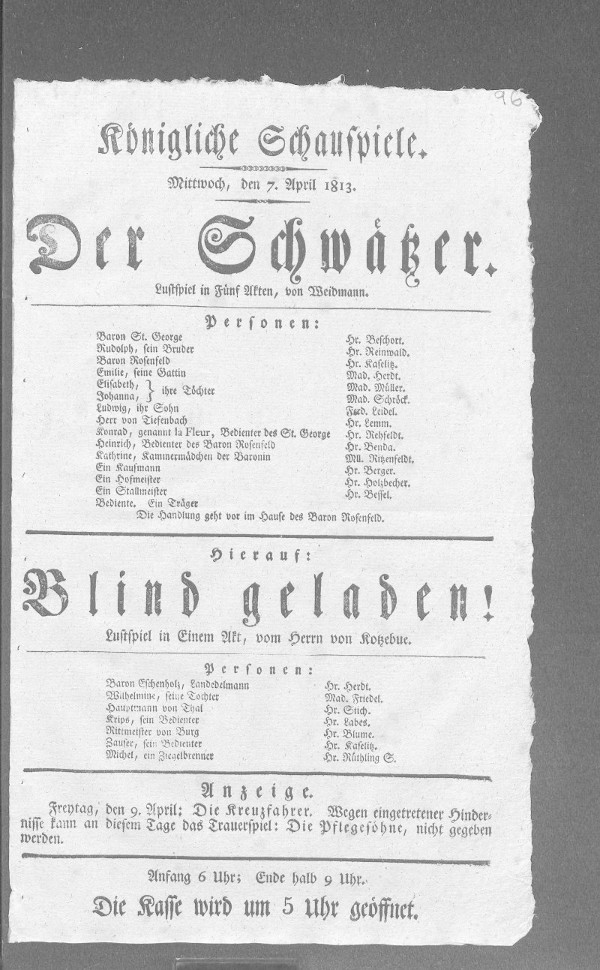 96
Königliche Schauspiele.
Mittwoch, den 7. April 1813.
Der Schwätzer.
Lustspiel in Fünf Akten, von Weidmann.
Personen:
Baron St. George Hr. Beschort.
Rudolph, sein Bruder Hr. Reinwald.
Baron Rosenfeld Hr. Kaselitz.
Emilie, seine Gattin Mad. Herdt.
Elisabeth, } ihre Töchter Mad. Müller.
Johanna, Mad. Schröck.
Ludwig, ihr Sohn Fried. Leidel.
Herr von Tiefenbach Hr. Lemm.
Konrad, genannt la Fleur, Bedienter des St. George Hr. Rehfeldt.
Heinrich, Bedienter des Baron Rosenfeld Hr. Benda.
Kathrine, Kammermädchen der Baronin Mll. Ritzenfeldt.
Ein Kaufmann Hr. Berger.
Ein Hofmeister Hr. Holzbecher.
Ein Stallmeister Hr. Bessel.
Bediente. Ein Träger
Die Handlung geht vor im Hause des Baron Rosenfeld.
Hierauf:
Blind geladen!
Lustspiel in Einem Akt, vom Herrn von Kotzebue.
Personen:
Baron Eschenholz, Landedelmann Hr. Herdt.
Wilhelmine, seine Tochter Mad. Friedel.
Hauptmann von Thal Hr. Stich.
Krips, sein Bedienter Hr. Labes.
Rittmeister von Burg Hr. Blume.
Zauser, sein Bedienter Hr. Kaselitz.
Michel, ein Ziegelbrenner Hr. Rüthling S.
Anzeige.
Freytag, den 9. April: Die Kreuzfahrer. Wegen eingetretener Hinder-
nisse kann an diesem Tage das Trauerspiel: Die Pflegesöhne, nicht gegeben
werden.
Anfang 6 Uhr; Ende halb 9 Uhr.
Die Kasse wird um 5 Uhr geöffnet.